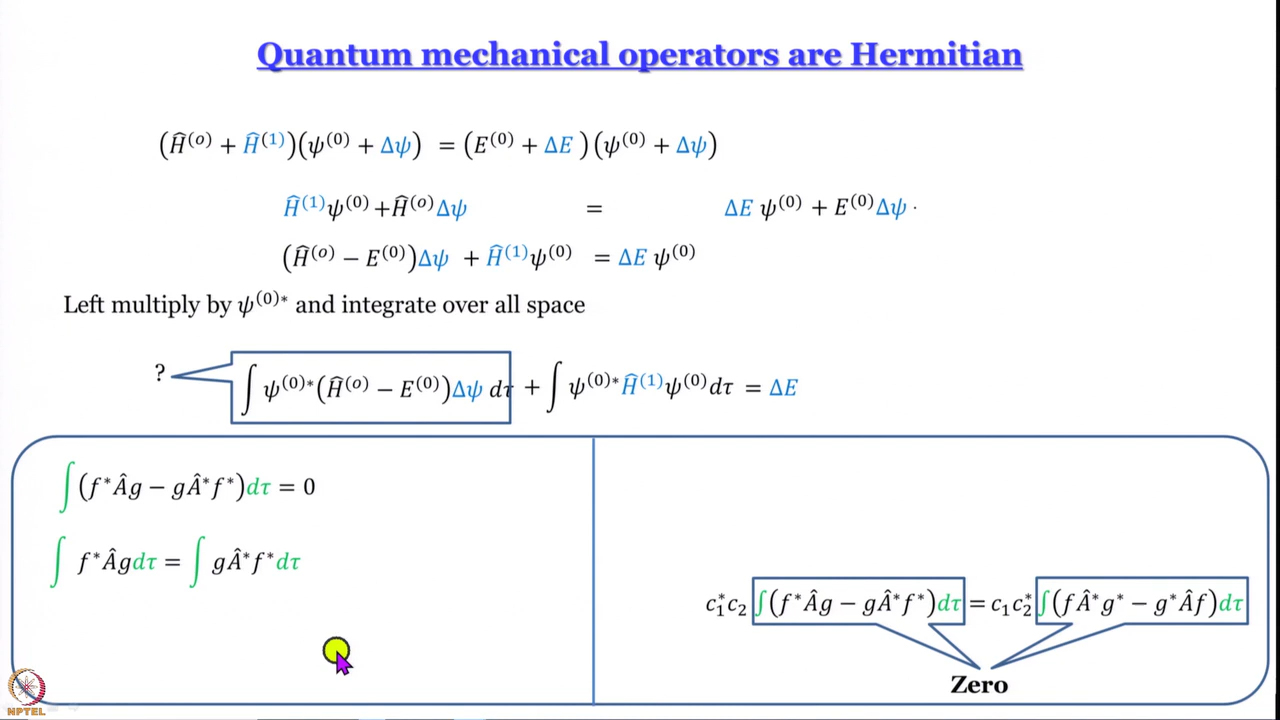 Quantum mechanical operators are Hermitian
(Ĥ⁽ᵒ⁾ + Ĥ⁽¹⁾)(ψ⁽⁰⁾ + Δψ) = (E⁽⁰⁾ + ΔE )(ψ⁽⁰⁾ + Δψ)
Ĥ⁽¹⁾ψ⁽⁰⁾+Ĥ⁽ᵒ⁾Δψ = ΔE ψ⁽⁰⁾ + E⁽⁰⁾Δψ ·
(Ĥ⁽ᵒ⁾ − E⁽⁰⁾)Δψ + Ĥ⁽¹⁾ψ⁽⁰⁾ = ΔE ψ⁽⁰⁾
Left multiply by ψ⁽⁰⁾* and integrate over all space
? ∫ψ⁽⁰⁾*(Ĥ⁽ᵒ⁾ − E⁽⁰⁾)Δψ dτ + ∫ψ⁽⁰⁾*Ĥ⁽¹⁾ψ⁽⁰⁾dτ = ΔE
∫(f*Âg − gÂ*f*)dτ = 0
∫ f*Âgdτ = ∫ gÂ*f*dτ
c₁*c₂ ∫(f*Âg − gÂ*f*)dτ = c₁c₂* ∫(fÂ*g* − g*Âf)dτ
Zero
NPTEL